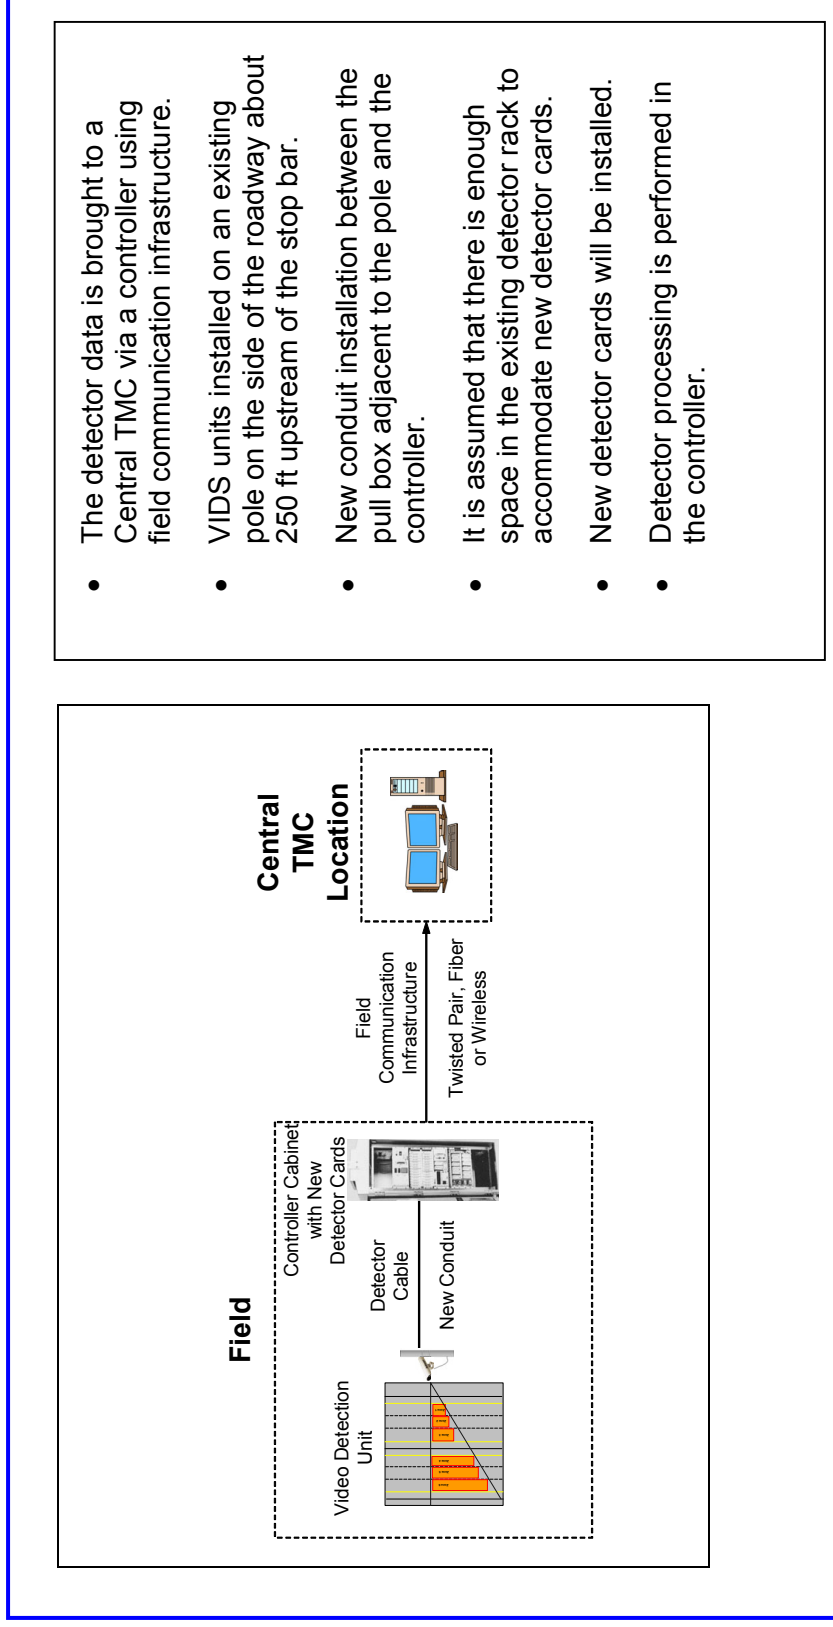 Field
Video Detection
Unit
Detector
Cable
New Conduit
Controller Cabinet
with New
Detector Cards
Field
Communication
Infrastructure
Twisted Pair, Fiber
or Wireless
Central
TMC
Location
• The detector data is brought to a
Central TMC via a controller using
field communication infrastructure.
• VIDS units installed on an existing
pole on the side of the roadway about
250 ft upstream of the stop bar.
• New conduit installation between the
pull box adjacent to the pole and the
controller.
• It is assumed that there is enough
space in the existing detector rack to
accommodate new detector cards.
• New detector cards will be installed.
• Detector processing is performed in
the controller.